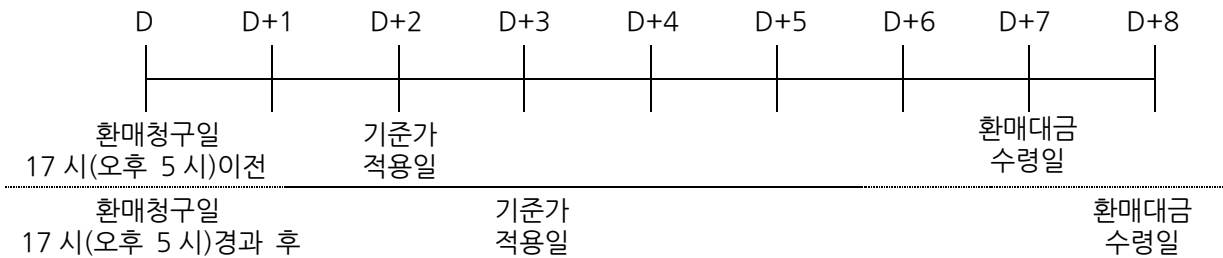 D D+1 D+2 D+3 D+4 D+5 D+6 D+7 D+8
환매청구일 기준가 환매대금
17 시(오후 5 시)이전 적용일 수령일
환매청구일 기준가 환매대금
17 시(오후 5 시)경과 후 적용일 수령일